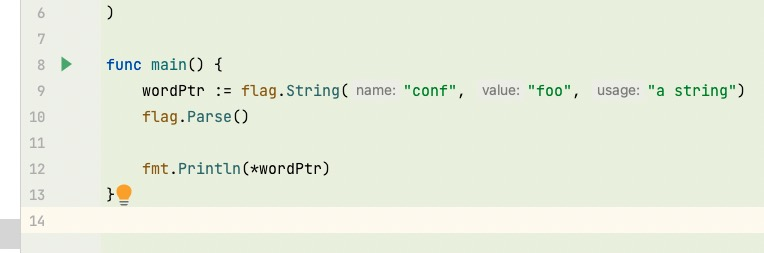 6 )
7
8 func main() {
9 wordPtr := flag.String( name: "conf", value: "foo", usage: "a string")
10 flag.Parse()
11
12 fmt.Println(*wordPtr)
13 }
14